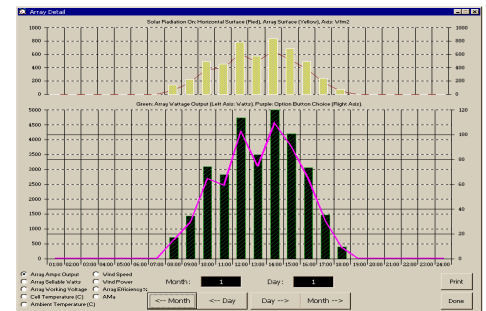 Array Detail
Solar Radiation On: Horizontal Surface (Red), Array Surface (Yellow), Axis: W/m2
1000 1000
800 800
600 600
400 400
200 200
0 0
Green: Array Wattage Output (Left Axis: Watts), Purple: Option Button Choice (Right Axis).
5000 120
4500
4000 100
3500
3000 80
2500
2000 60
1500 40
1000 20
500
0 0
01:00 02:00 03:00 04:00 05:00 06:00 07:00 08:00 09:00 10:00 11:00 12:00 13:00 14:00 15:00 16:00 17:00 18:00 19:00 20:00 21:00 22:00 23:00 24:00
Array Amps Output Wind Speed
Array Sellable Watts Wind Power Month: 1 Day: 1 Print
Array Working Voltage Array Efficiency%
Cell Temperature (C) AMa
Ambient Temperature (C) <-- Month <-- Day Day --> Month --> Done